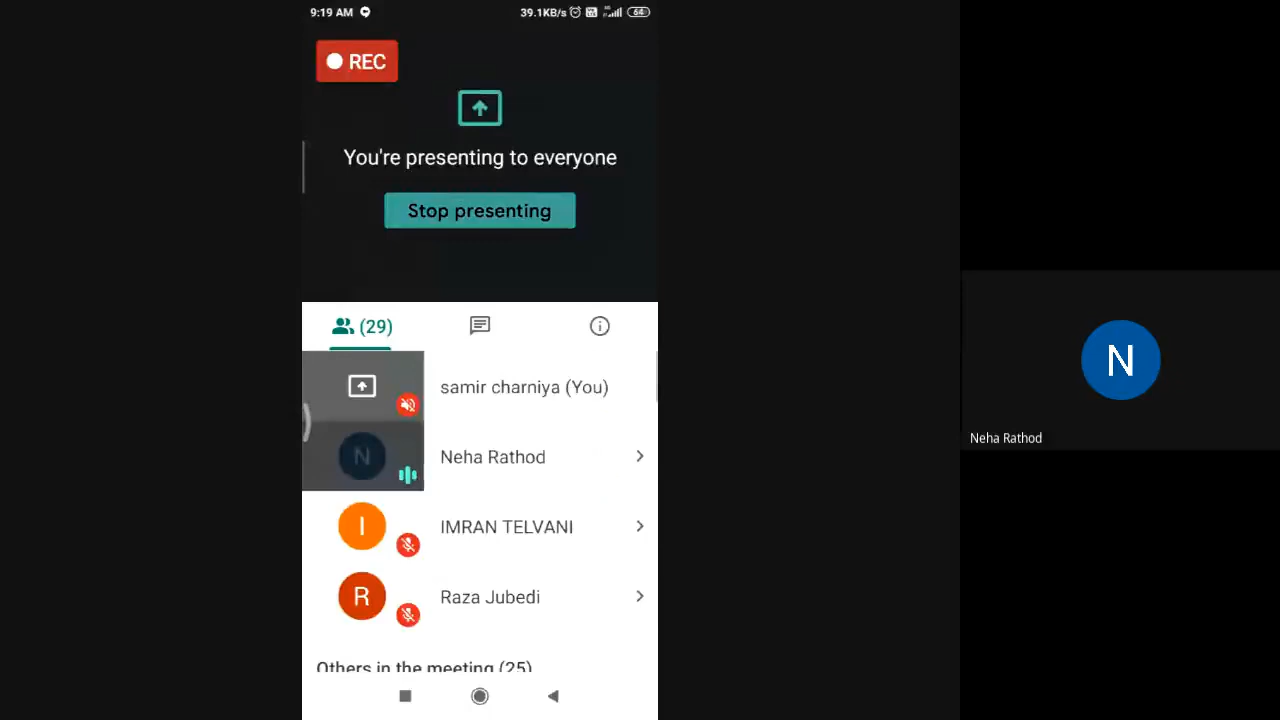 9:19 AM 39.1KB/s 64
REC
You're presenting to everyone
Stop presenting
(29)
samir charniya (You)
N
Neha Rathod
I
IMRAN TELVANI
R
Raza Jubedi
Others in the meeting (25)
N
Neha Rathod